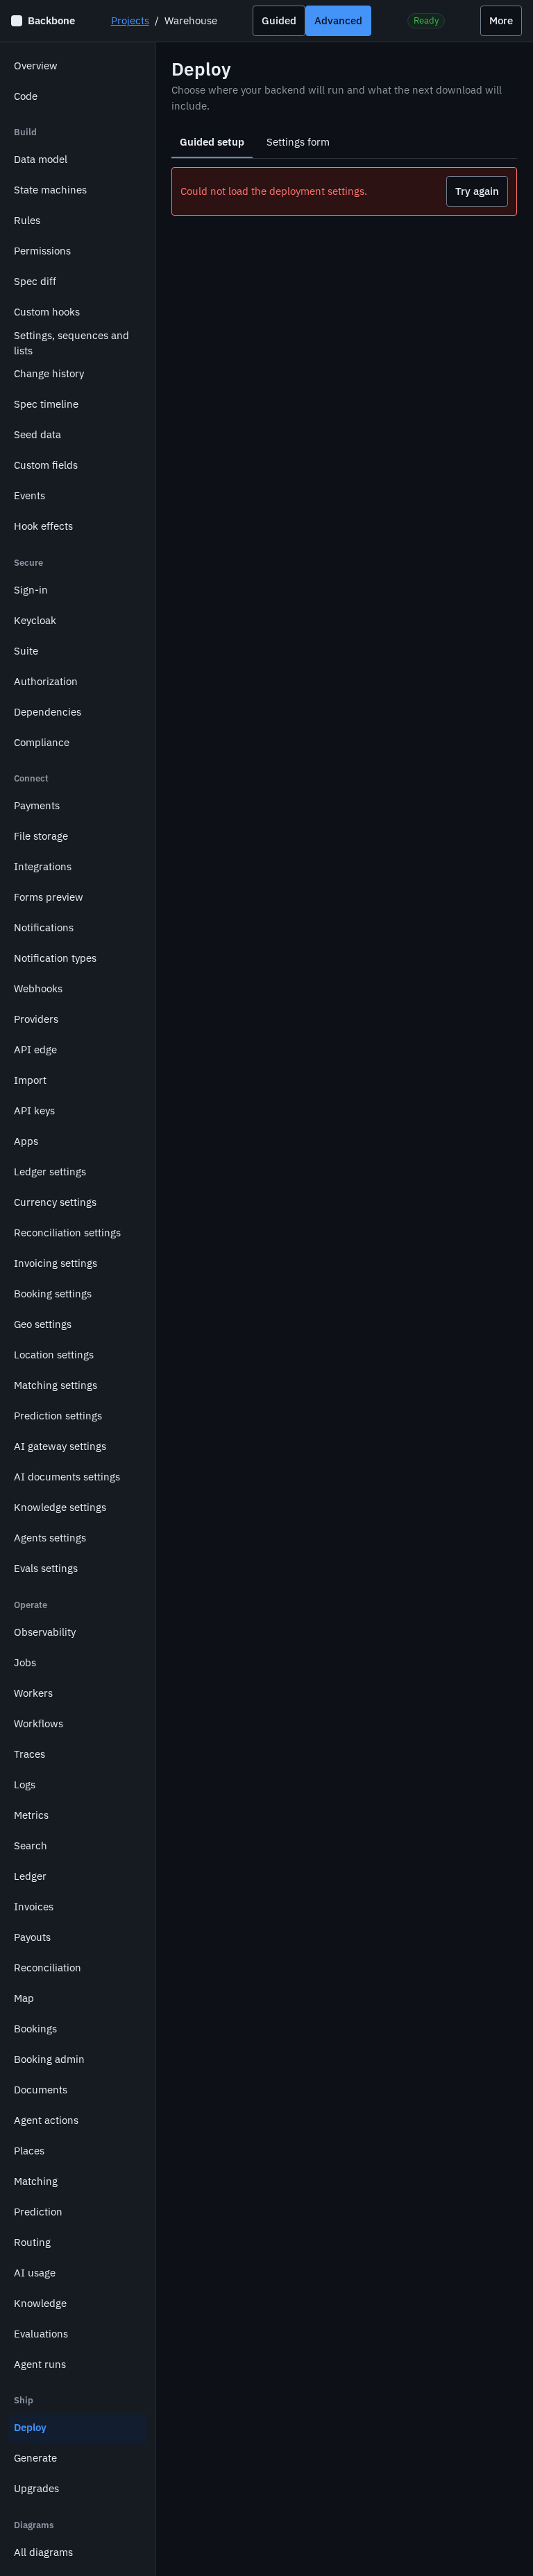 Backbone
Projects / Warehouse
Guided
Advanced
Ready
More
Overview
Code
Build
Data model
State machines
Rules
Permissions
Spec diff
Custom hooks
Settings, sequences and
lists
Change history
Spec timeline
Seed data
Custom fields
Events
Hook effects
Secure
Sign-in
Keycloak
Suite
Authorization
Dependencies
Compliance
Connect
Payments
File storage
Integrations
Forms preview
Notifications
Notification types
Webhooks
Providers
API edge
Import
API keys
Apps
Ledger settings
Currency settings
Reconciliation settings
Invoicing settings
Booking settings
Geo settings
Location settings
Matching settings
Prediction settings
AI gateway settings
AI documents settings
Knowledge settings
Agents settings
Evals settings
Operate
Observability
Jobs
Workers
Workflows
Traces
Logs
Metrics
Search
Ledger
Invoices
Payouts
Reconciliation
Map
Bookings
Booking admin
Documents
Agent actions
Places
Matching
Prediction
Routing
AI usage
Knowledge
Evaluations
Agent runs
Ship
Deploy
Generate
Upgrades
Diagrams
All diagrams
Deploy
Choose where your backend will run and what the next download will
include.
Guided setup
Settings form
Could not load the deployment settings.
Try again